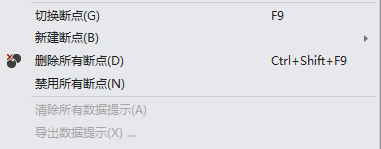 切换断点(G) F9
新建断点(B)
删除所有断点(D) Ctrl+Shift+F9
禁用所有断点(N)
清除所有数据提示(A)
导出数据提示(X) ...